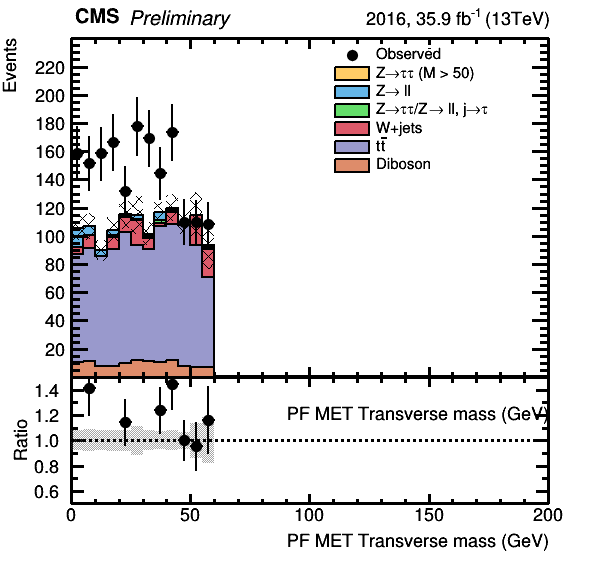 CMS Preliminary 2016, 35.9 fb⁻¹ (13TeV)
Events
220
200
180
160
140
120
100
80
60
40
20
Observed
Z→ττ (M > 50)
Z→ ll
Z→ττ/Z→ ll, j→τ
W+jets
tt̄
Diboson
Ratio
1.4
1.2
1.0
0.8
0.6
PF MET Transverse mass (GeV)
0 50 100 150 200
PF MET Transverse mass (GeV)